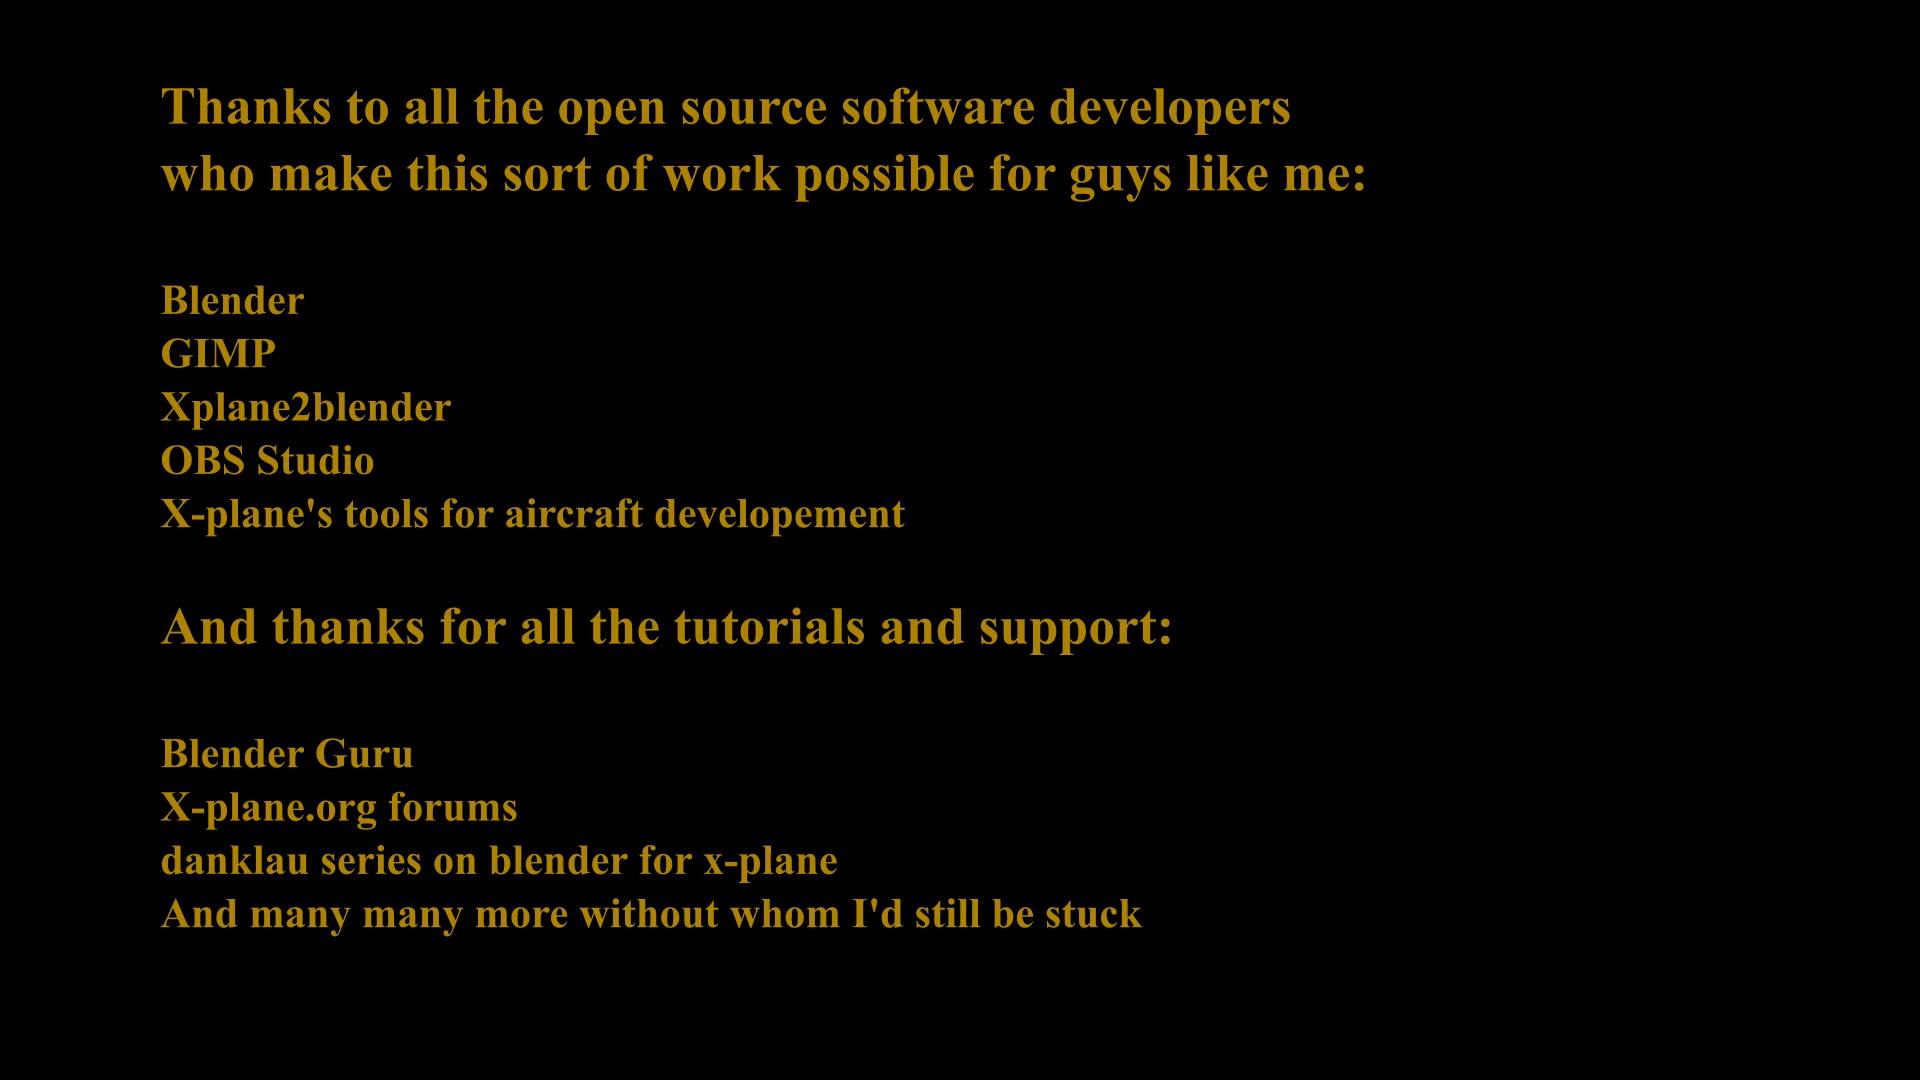 Thanks to all the open source software developers
who make this sort of work possible for guys like me:
Blender
GIMP
Xplane2blender
OBS Studio
X-plane's tools for aircraft developement
And thanks for all the tutorials and support:
Blender Guru
X-plane.org forums
danklau series on blender for x-plane
And many many more without whom I'd still be stuck